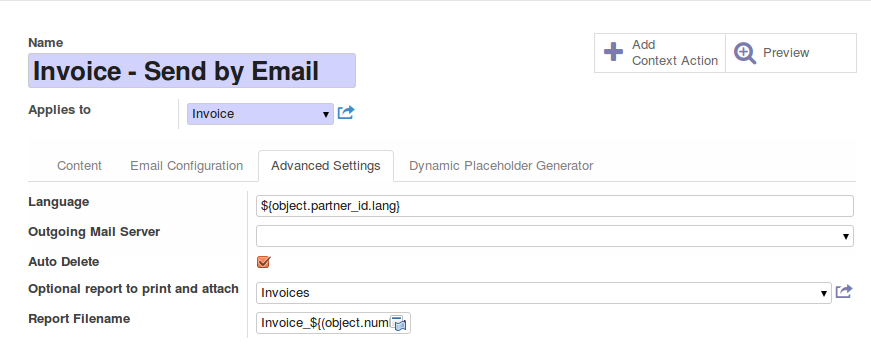 Name
Invoice - Send by Email
Add
Context Action
Preview
Applies to
Invoice
Content Email Configuration Advanced Settings Dynamic Placeholder Generator
Language ${object.partner_id.lang}
Outgoing Mail Server
Auto Delete
Optional report to print and attach Invoices
Report Filename Invoice_${(object.num